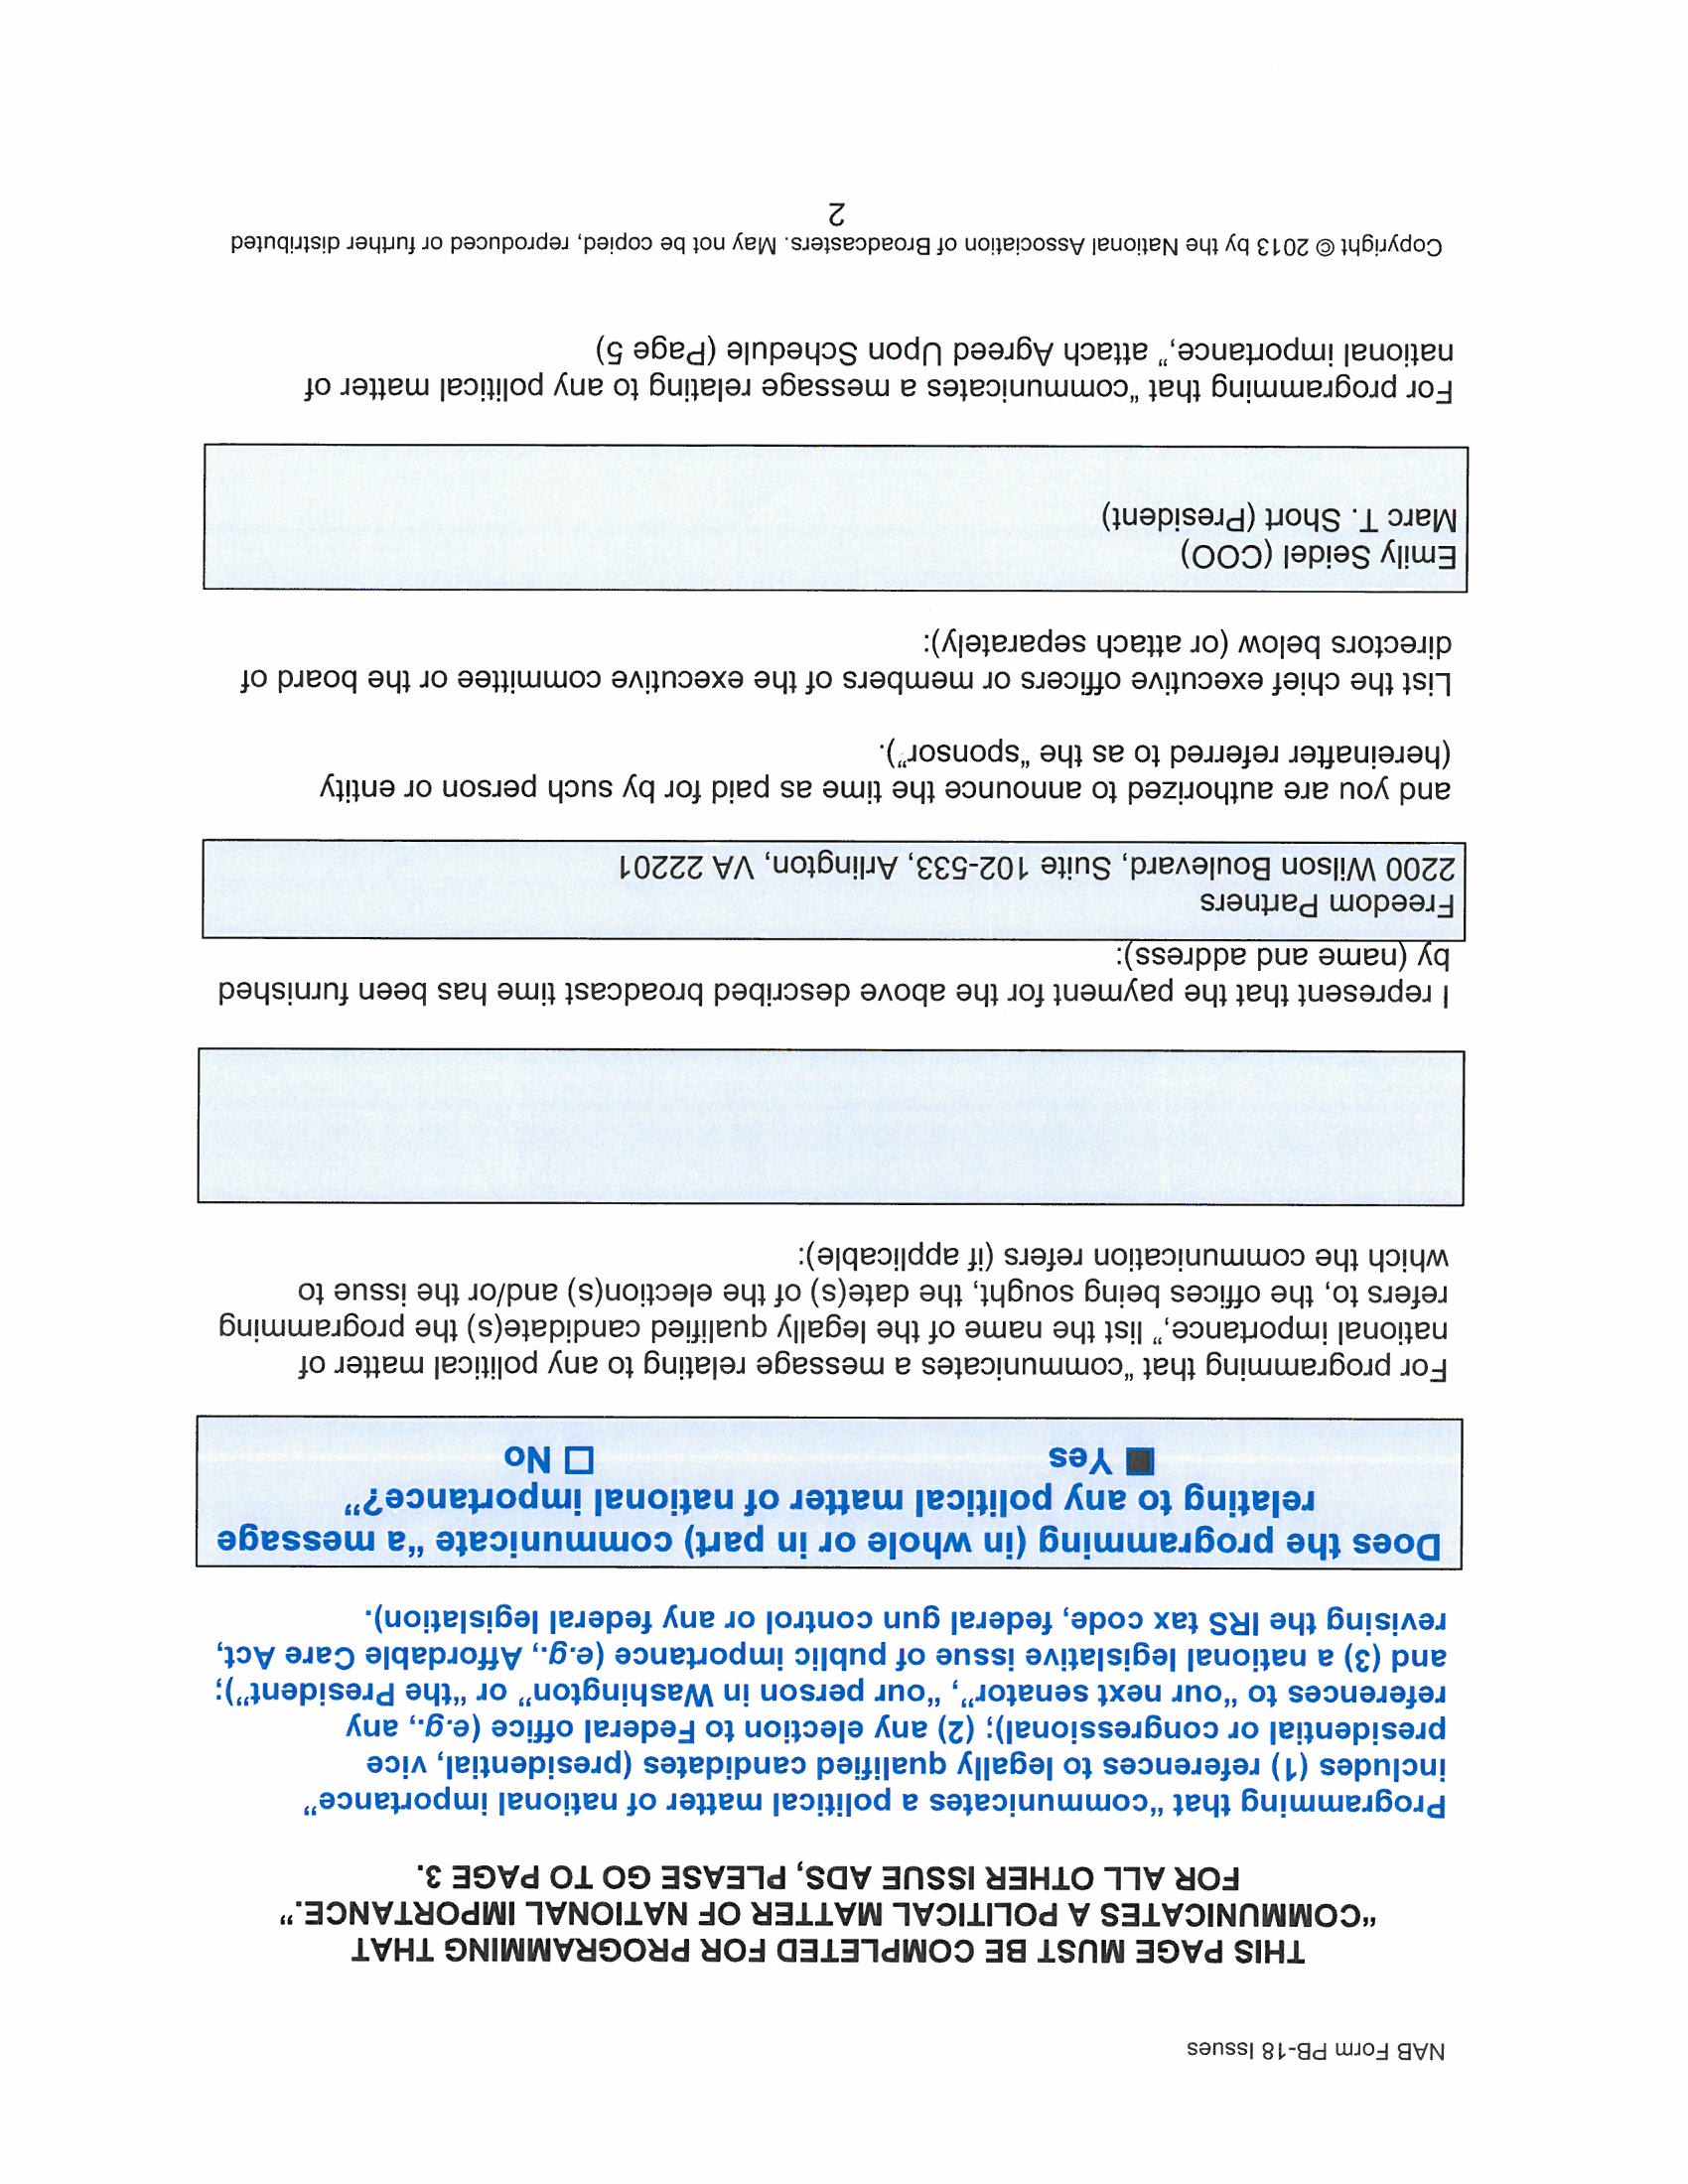 NAB Form PB-18 Issues
THIS PAGE MUST BE COMPLETED FOR PROGRAMMING THAT
“COMMUNICATES A POLITICAL MATTER OF NATIONAL IMPORTANCE.”
FOR ALL OTHER ISSUE ADS, PLEASE GO TO PAGE 3.
Programming that “communicates a political matter of national importance”
includes (1) references to legally qualified candidates (presidential, vice
presidential or congressional); (2) any election to Federal office (e.g., any
references to “our next senator”, “our person in Washington” or “the President”);
and (3) a national legislative issue of public importance (e.g., Affordable Care Act,
revising the IRS tax code, federal gun control or any federal legislation).
Does the programming (in whole or in part) communicate “a message
relating to any political matter of national importance?”
■ Yes □ No
For programming that “communicates a message relating to any political matter of
national importance,” list the name of the legally qualified candidate(s) the programming
refers to, the offices being sought, the date(s) of the election(s) and/or the issue to
which the communication refers (if applicable):
I represent that the payment for the above described broadcast time has been furnished
by (name and address):
Freedom Partners
2200 Wilson Boulevard, Suite 102-533, Arlington, VA 22201
and you are authorized to announce the time as paid for by such person or entity
(hereinafter referred to as the “sponsor”).
List the chief executive officers or members of the executive committee or the board of
directors below (or attach separately):
Emily Seidel (COO)
Marc T. Short (President)
For programming that “communicates a message relating to any political matter of
national importance,” attach Agreed Upon Schedule (Page 5)
Copyright © 2013 by the National Association of Broadcasters. May not be copied, reproduced or further distributed
2